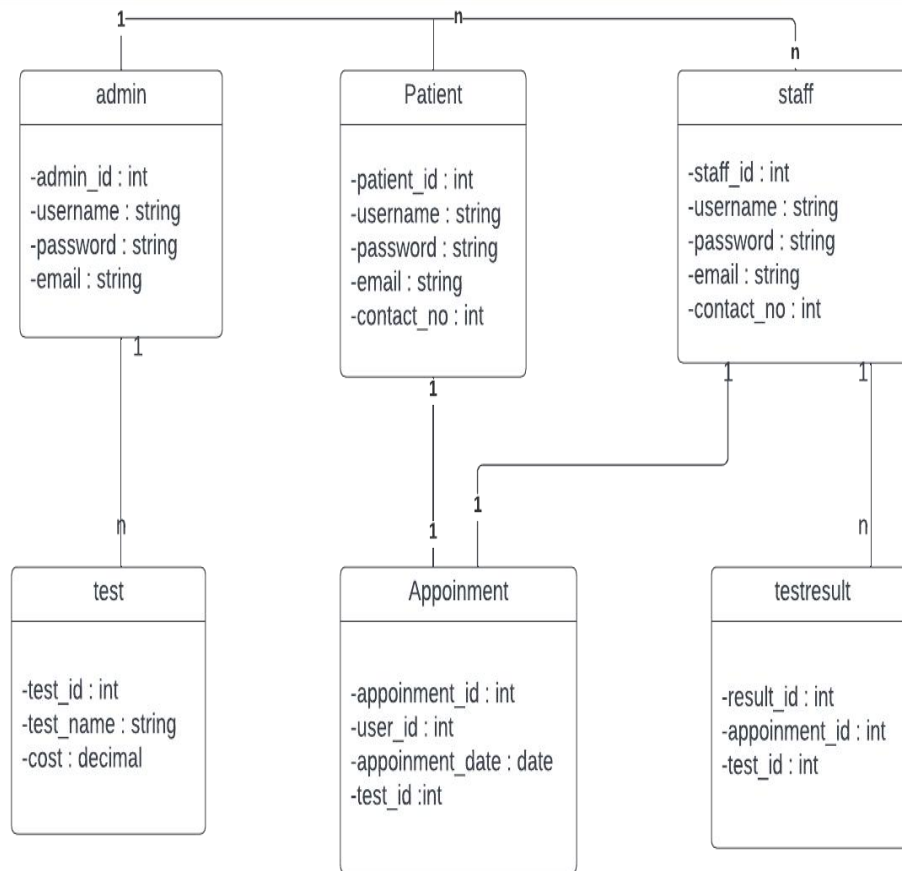 1
n
n
admin
-admin_id : int
-username : string
-password : string
-email : string
1
Patient
-patient_id : int
-username : string
-password : string
-email : string
-contact_no : int
1
staff
-staff_id : int
-username : string
-password : string
-email : string
-contact_no : int
1
1
n
test
-test_id : int
-test_name : string
-cost : decimal
1
1
Appoinment
-appoinment_id : int
-user_id : int
-appoinment_date : date
-test_id :int
n
testresult
-result_id : int
-appoinment_id : int
-test_id : int